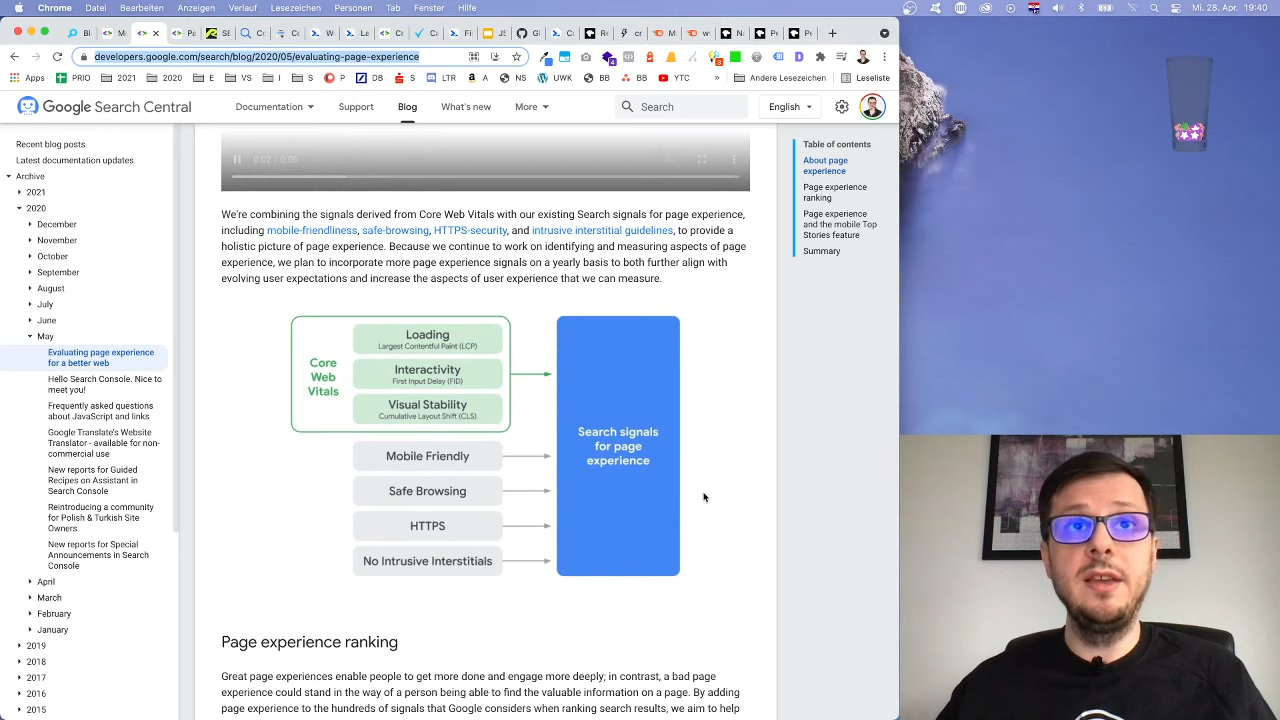 Chrome Datei Bearbeiten Anzeigen Verlauf Lesezeichen Personen Tab Fenster Hilfe
Mi. 28. Apr. 19:40
developers.google.com/search/blog/2020/05/evaluating-page-experience
Apps PRIO 2021 2020 E C P DB S LTR A NS UWK BB BB YTC » Andere Lesezeichen Leseliste
Google Search Central Documentation Support Blog What's new More Search English
Recent blog posts
Latest documentation updates
Archive
2021
2020
December
November
October
September
August
July
June
May
Evaluating page experience
for a better web
Hello Search Console. Nice to
meet you!
Frequently asked questions
about JavaScript and links
Google Translate's Website
Translator - available for non-
commercial use
New reports for Guided
Recipes on Assistant in
Search Console
Reintroducing a community
for Polish & Turkish Site
Owners
New reports for Special
Announcements in Search
Console
April
March
February
January
2019
2018
2017
2016
2015
0:02 / 0:09
We're combining the signals derived from Core Web Vitals with our existing Search signals for page experience,
including mobile-friendliness, safe-browsing, HTTPS-security, and intrusive interstitial guidelines, to provide a
holistic picture of page experience. Because we continue to work on identifying and measuring aspects of page
experience, we plan to incorporate more page experience signals on a yearly basis to both further align with
evolving user expectations and increase the aspects of user experience that we can measure.
Core
Web
Vitals
Loading
Largest Contentful Paint (LCP)
Interactivity
First Input Delay (FID)
Visual Stability
Cumulative Layout Shift (CLS)
Mobile Friendly
Safe Browsing
HTTPS
No Intrusive Interstitials
Search signals
for page
experience
Page experience ranking
Great page experiences enable people to get more done and engage more deeply; in contrast, a bad page
experience could stand in the way of a person being able to find the valuable information on a page. By adding
page experience to the hundreds of signals that Google considers when ranking search results, we aim to help
Table of contents
About page
experience
Page experience
ranking
Page experience
and the mobile Top
Stories feature
Summary